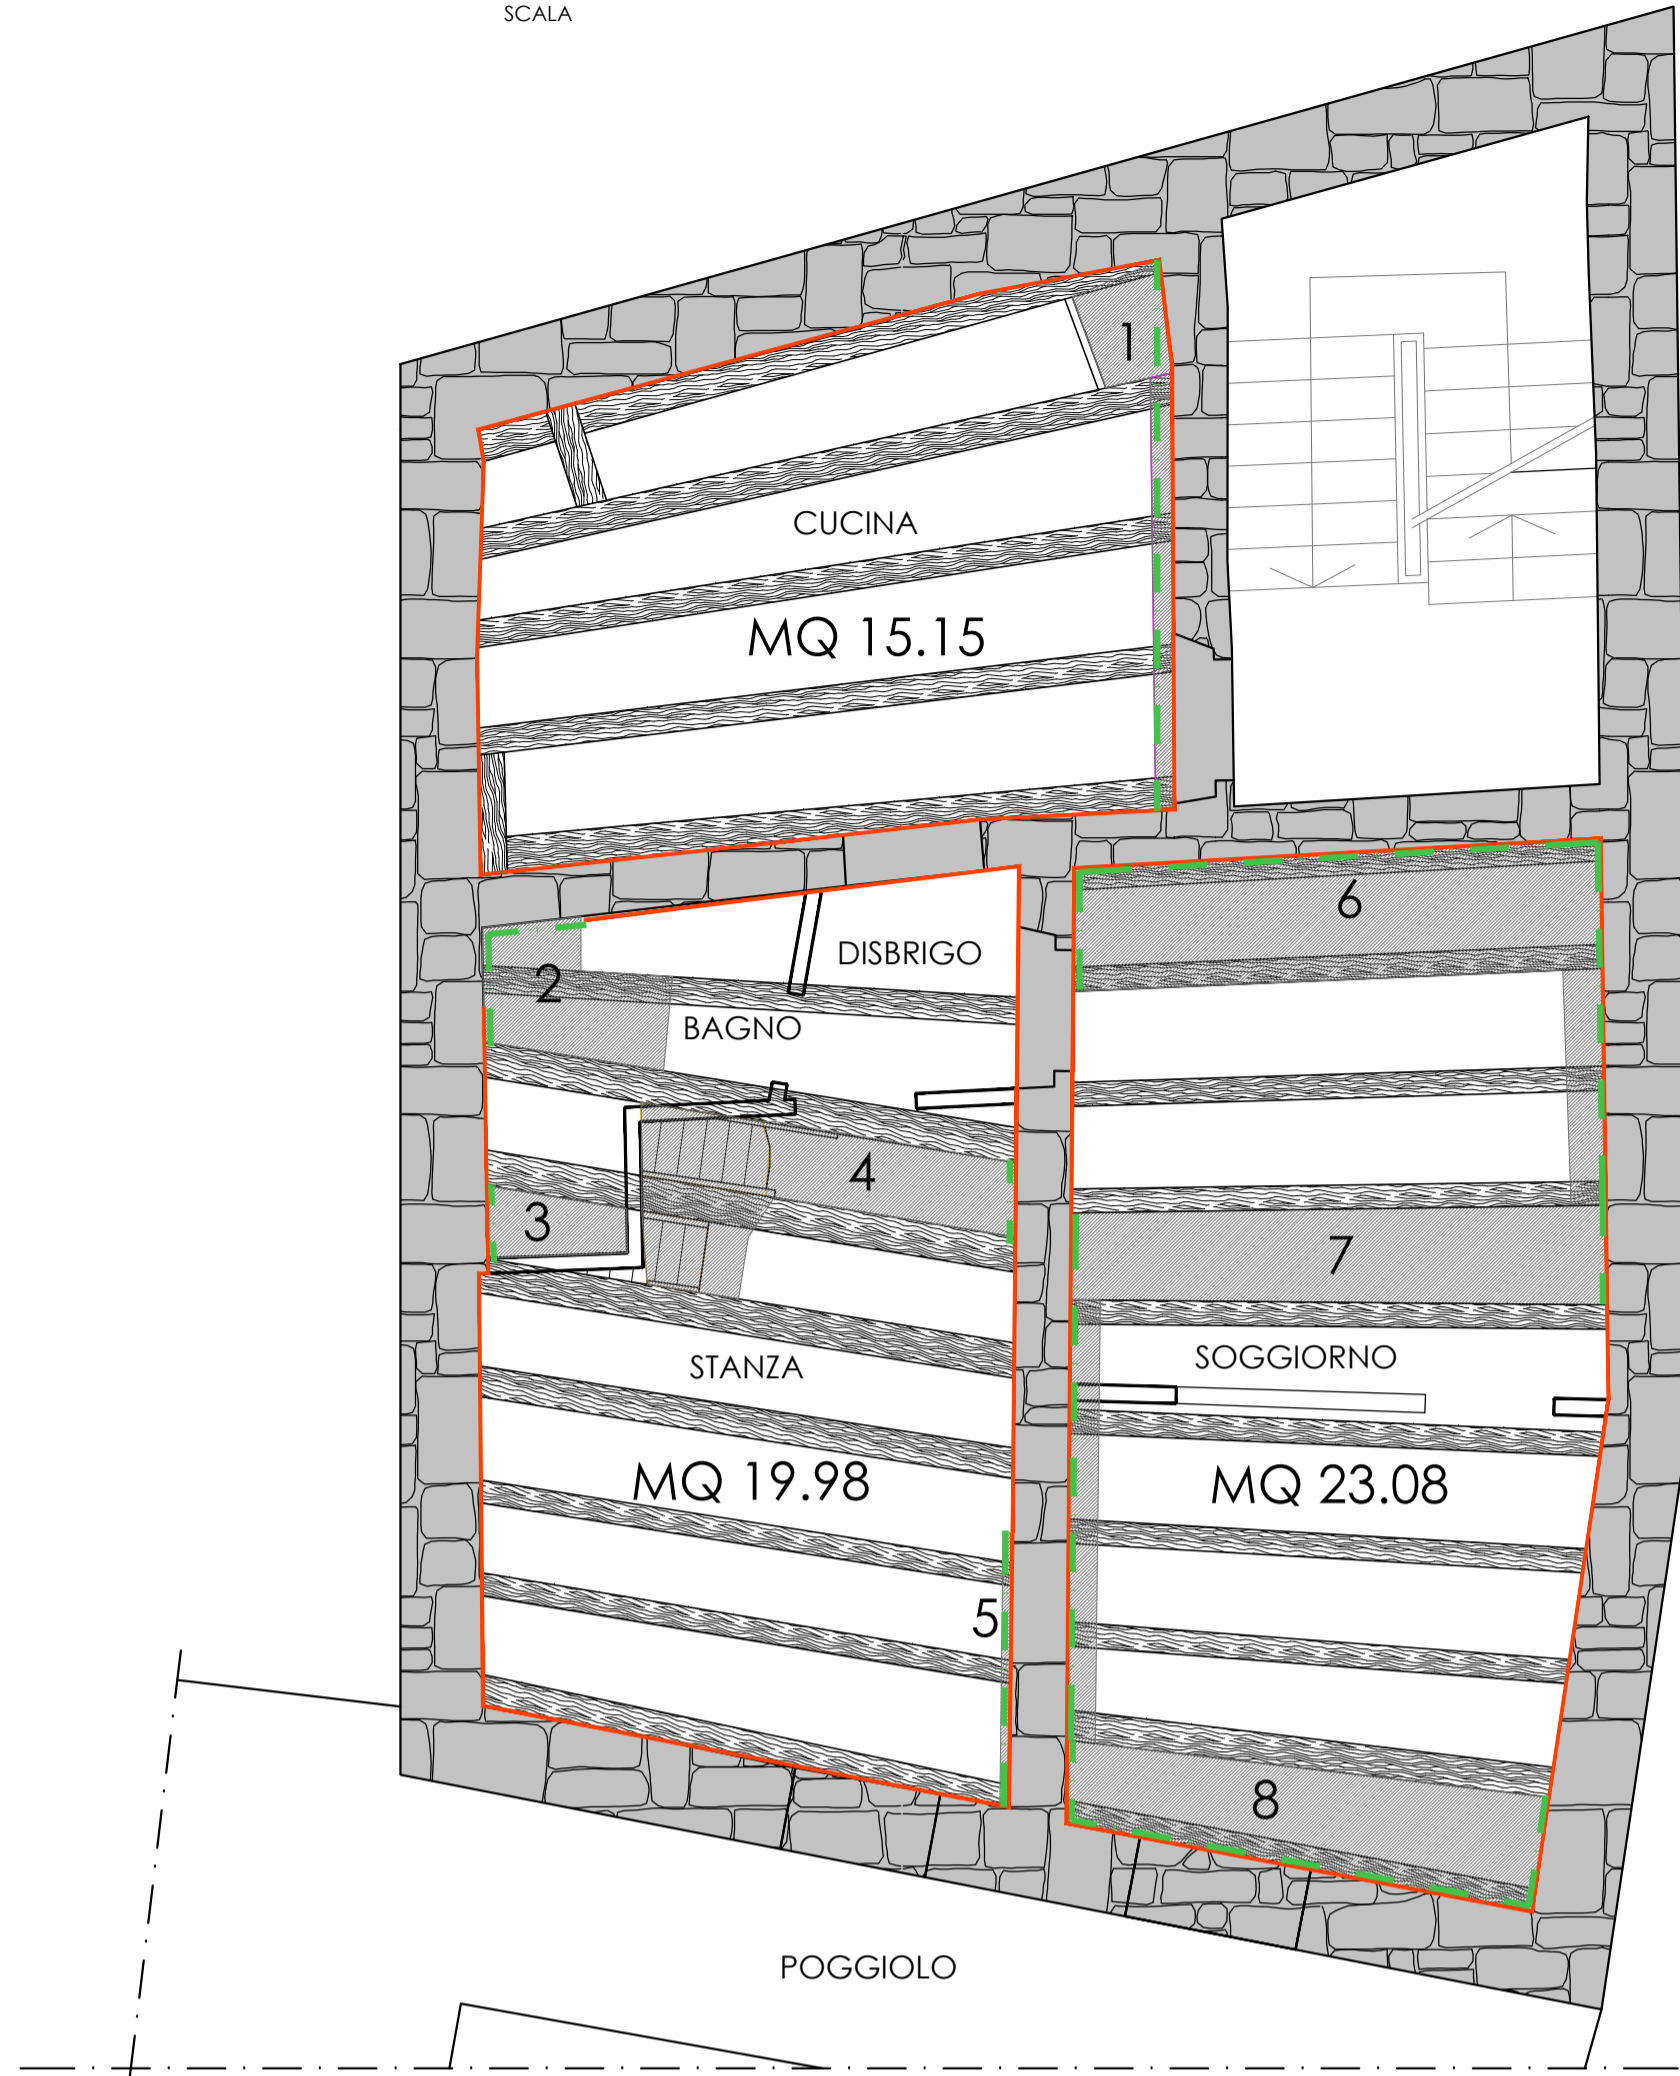 SCALA
1
CUCINA
MQ 15.15
6
DISBRIGO
2
BAGNO
4
3
7
SOGGIORNO
STANZA
MQ 19.98
MQ 23.08
5
8
POGGIOLO